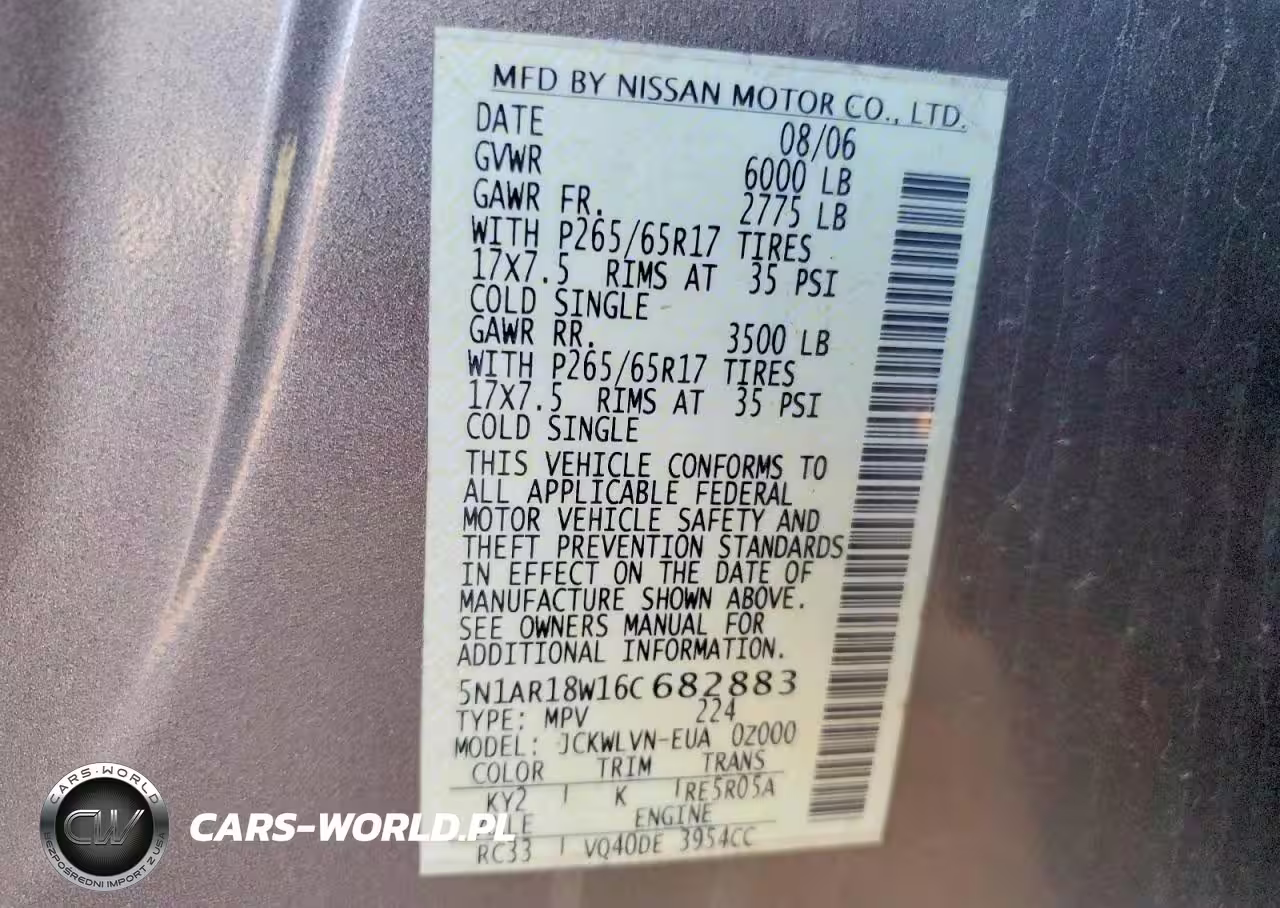 MFD BY NISSAN MOTOR CO., LTD.
DATE 08/06
GVWR 6000 LB
GAWR FR. 2775 LB
WITH P265/65R17 TIRES
17X7.5 RIMS AT 35 PSI
COLD SINGLE
GAWR RR. 3500 LB
WITH P265/65R17 TIRES
17X7.5 RIMS AT 35 PSI
COLD SINGLE
THIS VEHICLE CONFORMS TO
ALL APPLICABLE FEDERAL
MOTOR VEHICLE SAFETY AND
THEFT PREVENTION STANDARDS
IN EFFECT ON THE DATE OF
MANUFACTURE SHOWN ABOVE.
SEE OWNERS MANUAL FOR
ADDITIONAL INFORMATION.
5N1AR18W16C682883
TYPE: MPV 224
MODEL: JCKWLVN-EUA 0Z000
COLOR TRIM TRANS
KY2 K RE5R05A
ENGINE
RC33 VQ40DE 3954CC
CARS-WORLD
CW
BEZPOŚREDNI IMPORT Z USA
CARS-WORLD.PL